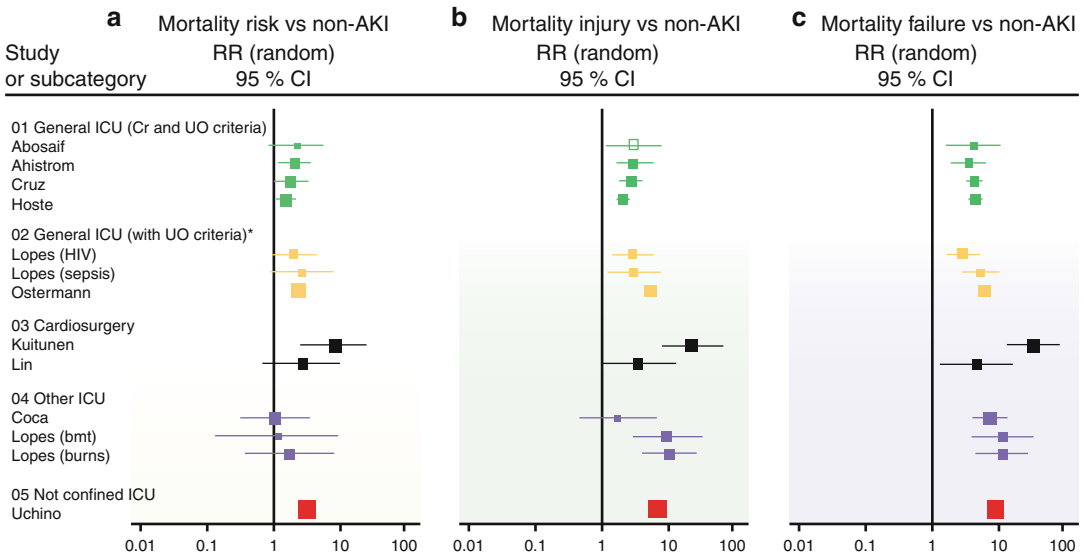 a Mortality risk vs non-AKI b Mortality injury vs non-AKI c Mortality failure vs non-AKI
Study RR (random) RR (random) RR (random)
or subcategory 95 % CI 95 % CI 95 % CI
01 General ICU (Cr and UO criteria)
Abosaif
Ahistrom
Cruz
Hoste
02 General ICU (with UO criteria)*
Lopes (HIV)
Lopes (sepsis)
Ostermann
03 Cardiosurgery
Kuitunen
Lin
04 Other ICU
Coca
Lopes (bmt)
Lopes (burns)
05 Not confined ICU
Uchino
0.01 0.1 1 10 100 0.01 0.1 1 10 100 0.01 0.1 1 10 100